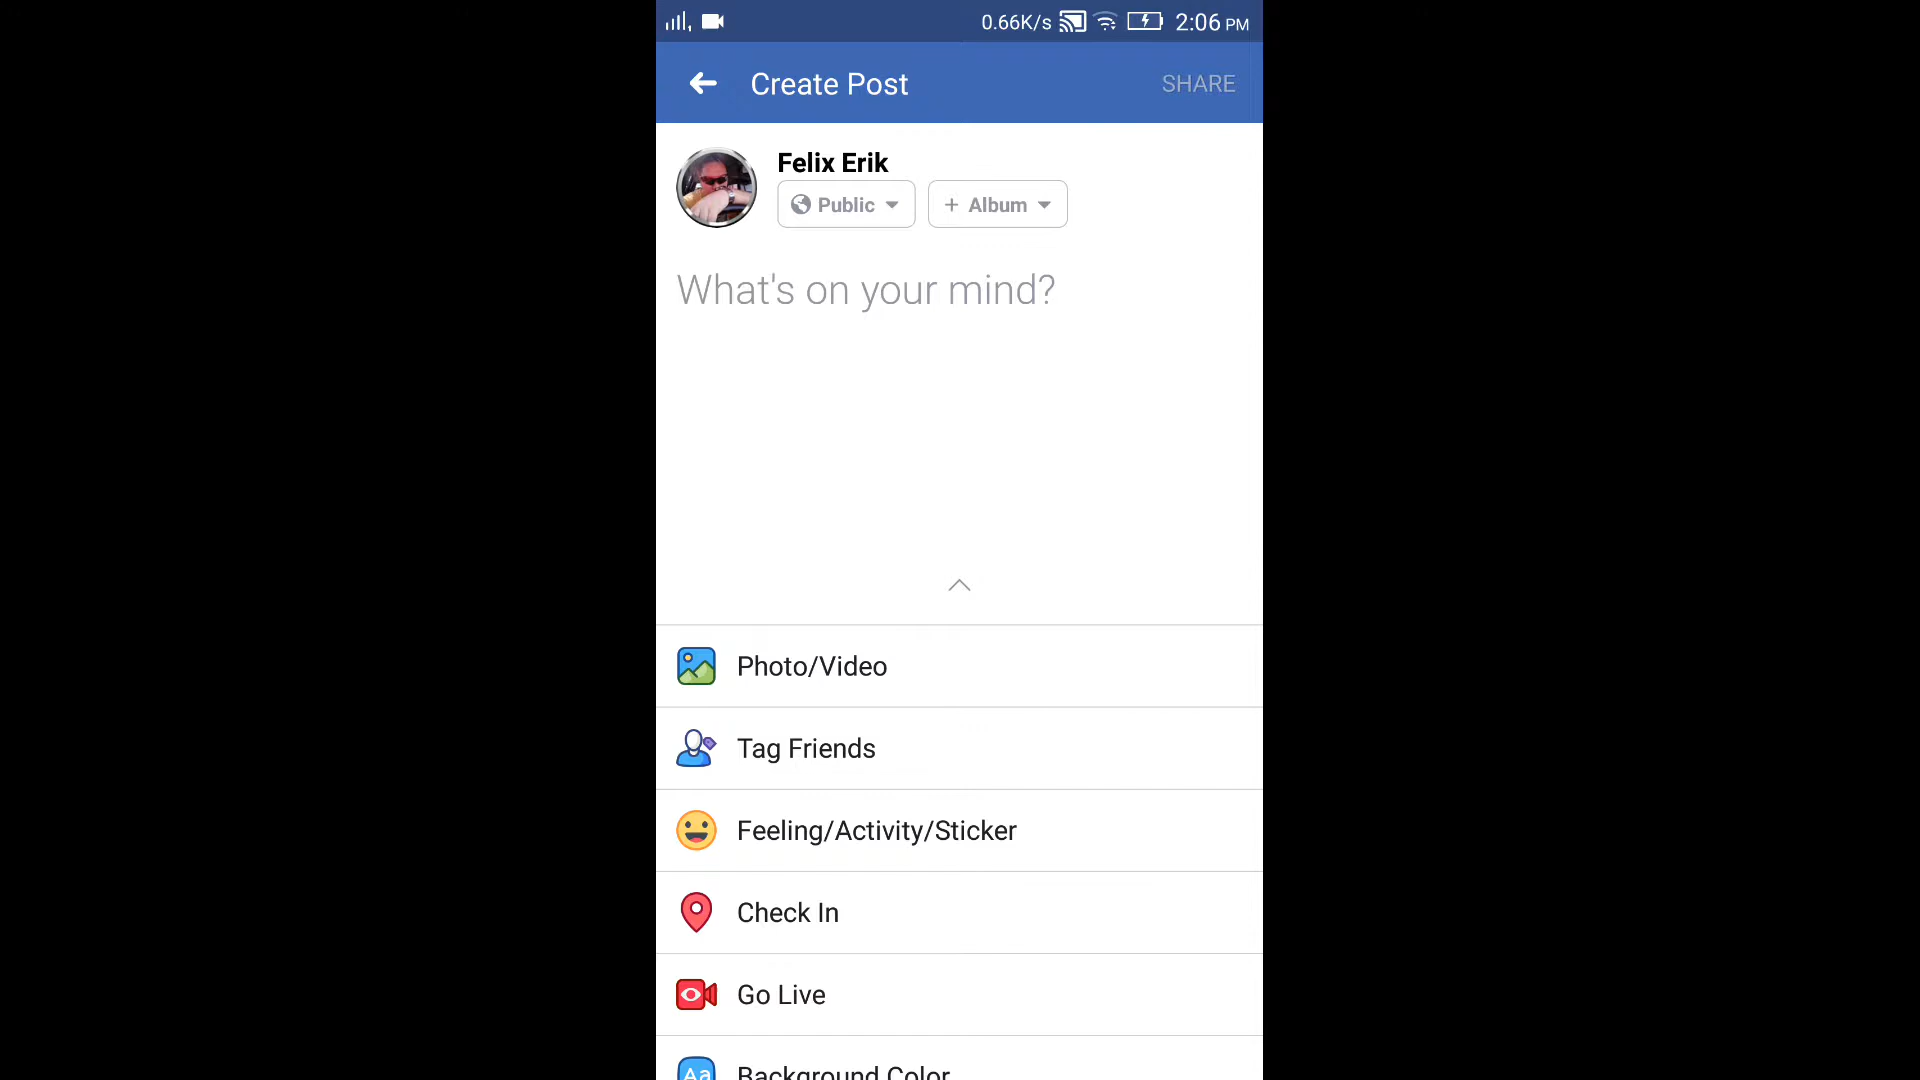 0.66K/s 2:06 PM
Create Post SHARE
Felix Erik
Public + Album
What's on your mind?
Photo/Video
Tag Friends
Feeling/Activity/Sticker
Check In
Go Live
Aa Background Color